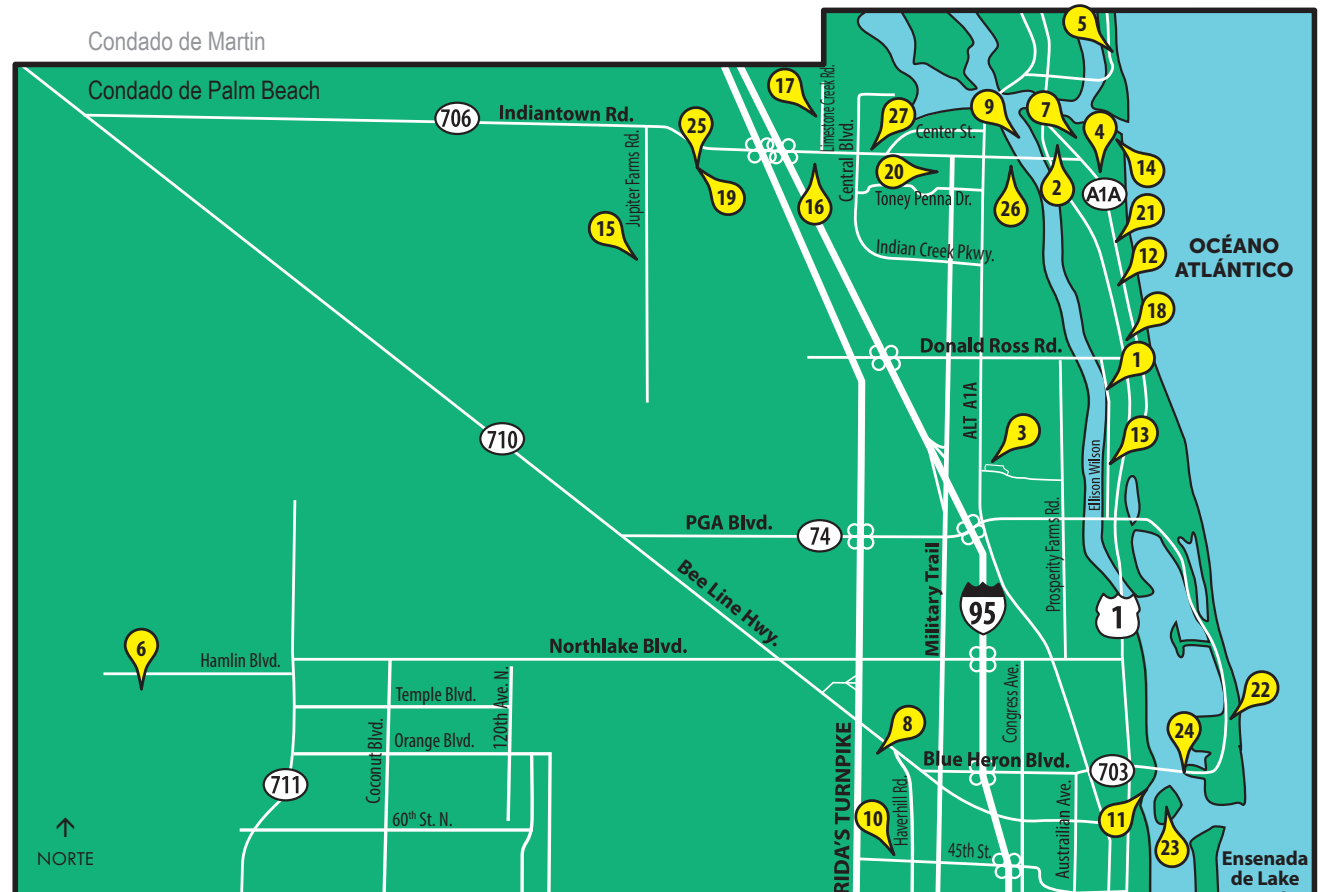 Condado de Martin
Condado de Palm Beach
706
Indiantown Rd.
Jupiter Farms Rd.
25
19
15
17
Limestone Creek Rd.
Central Blvd.
27
Center St.
16
20
Toney Penna Dr.
Indian Creek Pkwy.
26
9
7
5
4
14
2
A1A
21
12
18
OCÉANO
ATLÁNTICO
Donald Ross Rd.
1
ALT A1A
3
13
Ellison Wilson
Prosperity Farms Rd.
710
PGA Blvd.
74
Bee Line Hwy.
Military Trail
95
1
6
Hamlin Blvd.
Northlake Blvd.
Temple Blvd.
Orange Blvd.
Coconut Blvd.
120th Ave. N.
711
60th St. N.
8
Congress Ave.
Blue Heron Blvd.
703
22
24
10
Haverhill Rd.
RIDA'S TURNPIKE
45th St.
Austrailian Ave.
11
23
↑
NORTE
Ensenada
de Lake